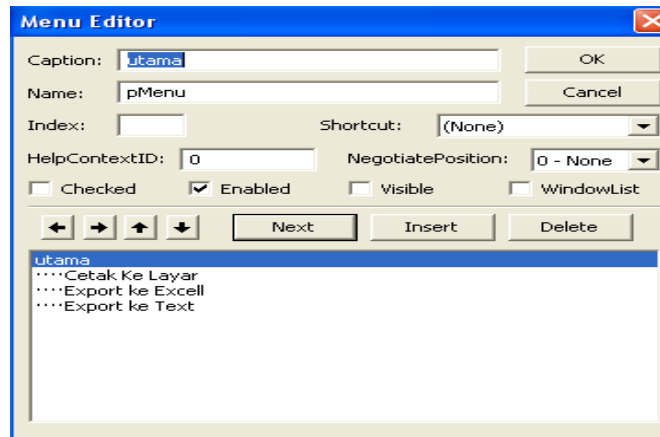 Menu Editor
Caption: utama OK
Name: pMenu Cancel
Index: Shortcut: (None)
HelpContextID: 0 NegotiatePosition: 0 - None
Checked Enabled Visible WindowList
Next Insert Delete
utama
····Cetak Ke Layar
····Export ke Excell
····Export ke Text